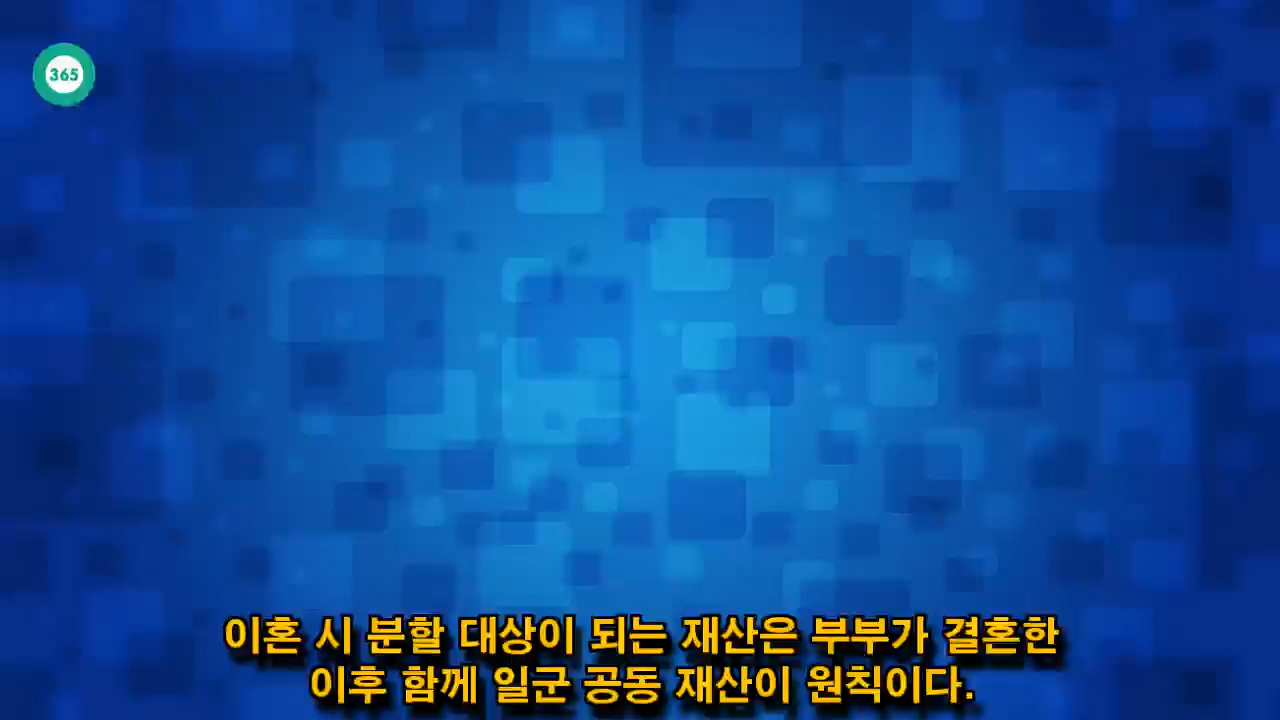 365
이혼 시 분할 대상이 되는 재산은 부부가 결혼한
이후 함께 일군 공동 재산이 원칙이다.